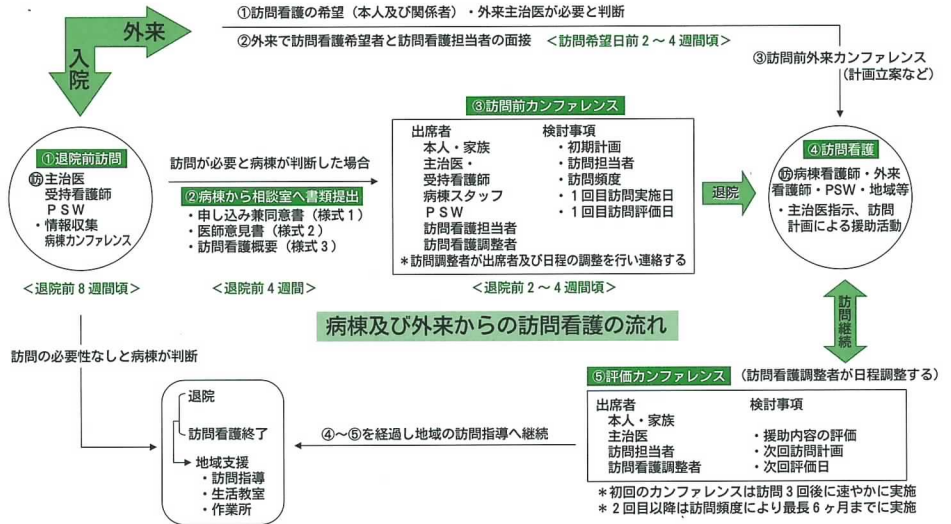 外来
入院
①訪問看護の希望（本人及び関係者）・外来主治医が必要と判断
②外来で訪問看護希望者と訪問看護担当者の面接　＜訪問希望日前２～４週間頃＞
③訪問前外来カンファレンス
（計画立案など）
①退院前訪問
㊙主治医
受持看護師
ＰＳＷ
・情報収集
病棟カンファレンス
＜退院前８週間頃＞
訪問が必要と病棟が判断した場合
②病棟から相談室へ書類提出
・申し込み兼同意書（様式１）
・医師意見書（様式２）
・訪問看護概要（様式３）
＜退院前４週間＞
③訪問前カンファレンス
出席者
本人・家族
主治医・
受持看護師
病棟スタッフ
ＰＳＷ
訪問看護担当者
訪問看護調整者
検討事項
・初期計画
・訪問担当者
・訪問頻度
・１回目訪問実施日
・１回目訪問評価日
＊訪問調整者が出席者及び日程の調整を行い連絡する
＜退院前２～４週間頃＞
退院
④訪問看護
訪病棟看護師・外来
看護師・ＰＳＷ・地域等
・主治医指示、訪問
計画による援助活動
病棟及び外来からの訪問看護の流れ
訪問継続
訪問の必要性なしと病棟が判断
退院
訪問看護終了
地域支援
・訪問指導
・生活教室
・作業所
④～⑤を経過し地域の訪問指導へ継続
⑤評価カンファレンス　（訪問看護調整者が日程調整する）
出席者
本人・家族
主治医
訪問担当者
訪問看護調整者
検討事項
・援助内容の評価
・次回訪問計画
・次回評価日
＊初回のカンファレンスは訪問３回後に速やかに実施
＊２回目以降は訪問頻度により最長６ヶ月までに実施